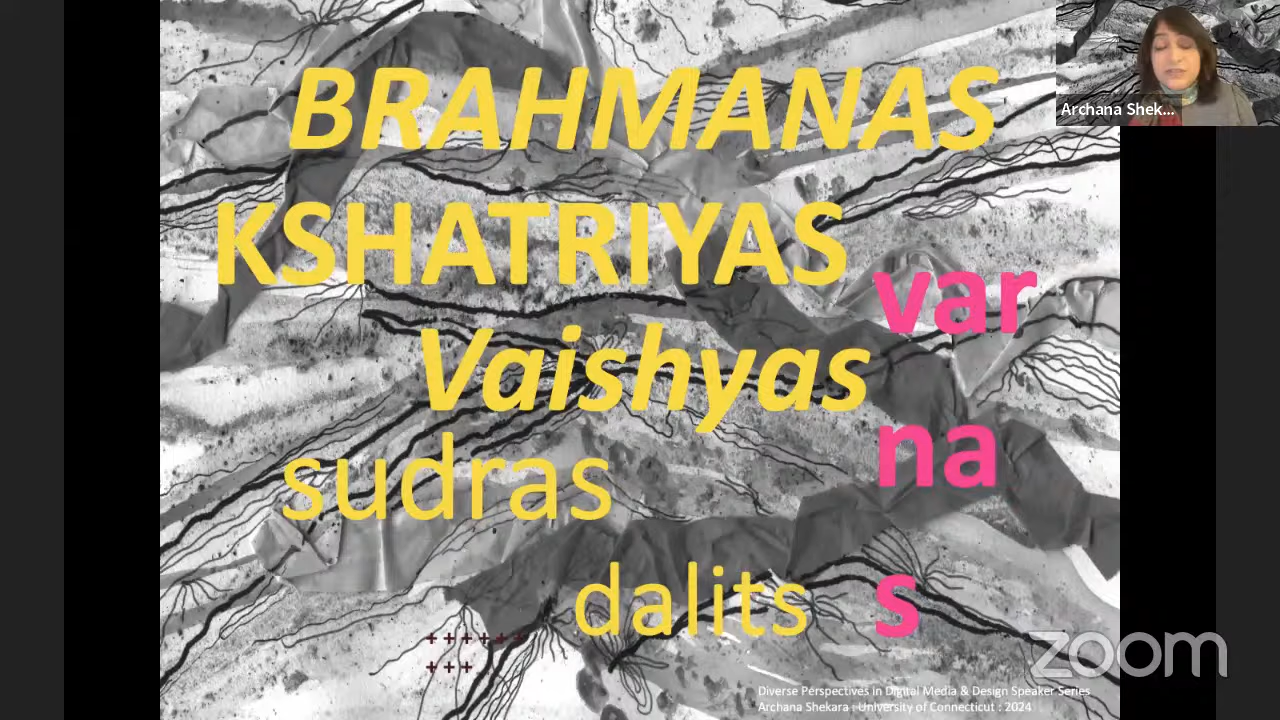 BRAHMANAS
Archana Shek...
KSHATRIYAS
var
Vaishyas
na
sudras
dalits
s
+ + + + + +
+ + +
zoom
Diverse Perspectives in Digital Media & Design Speaker Series
Archana Shekara : University of Connecticut : 2024